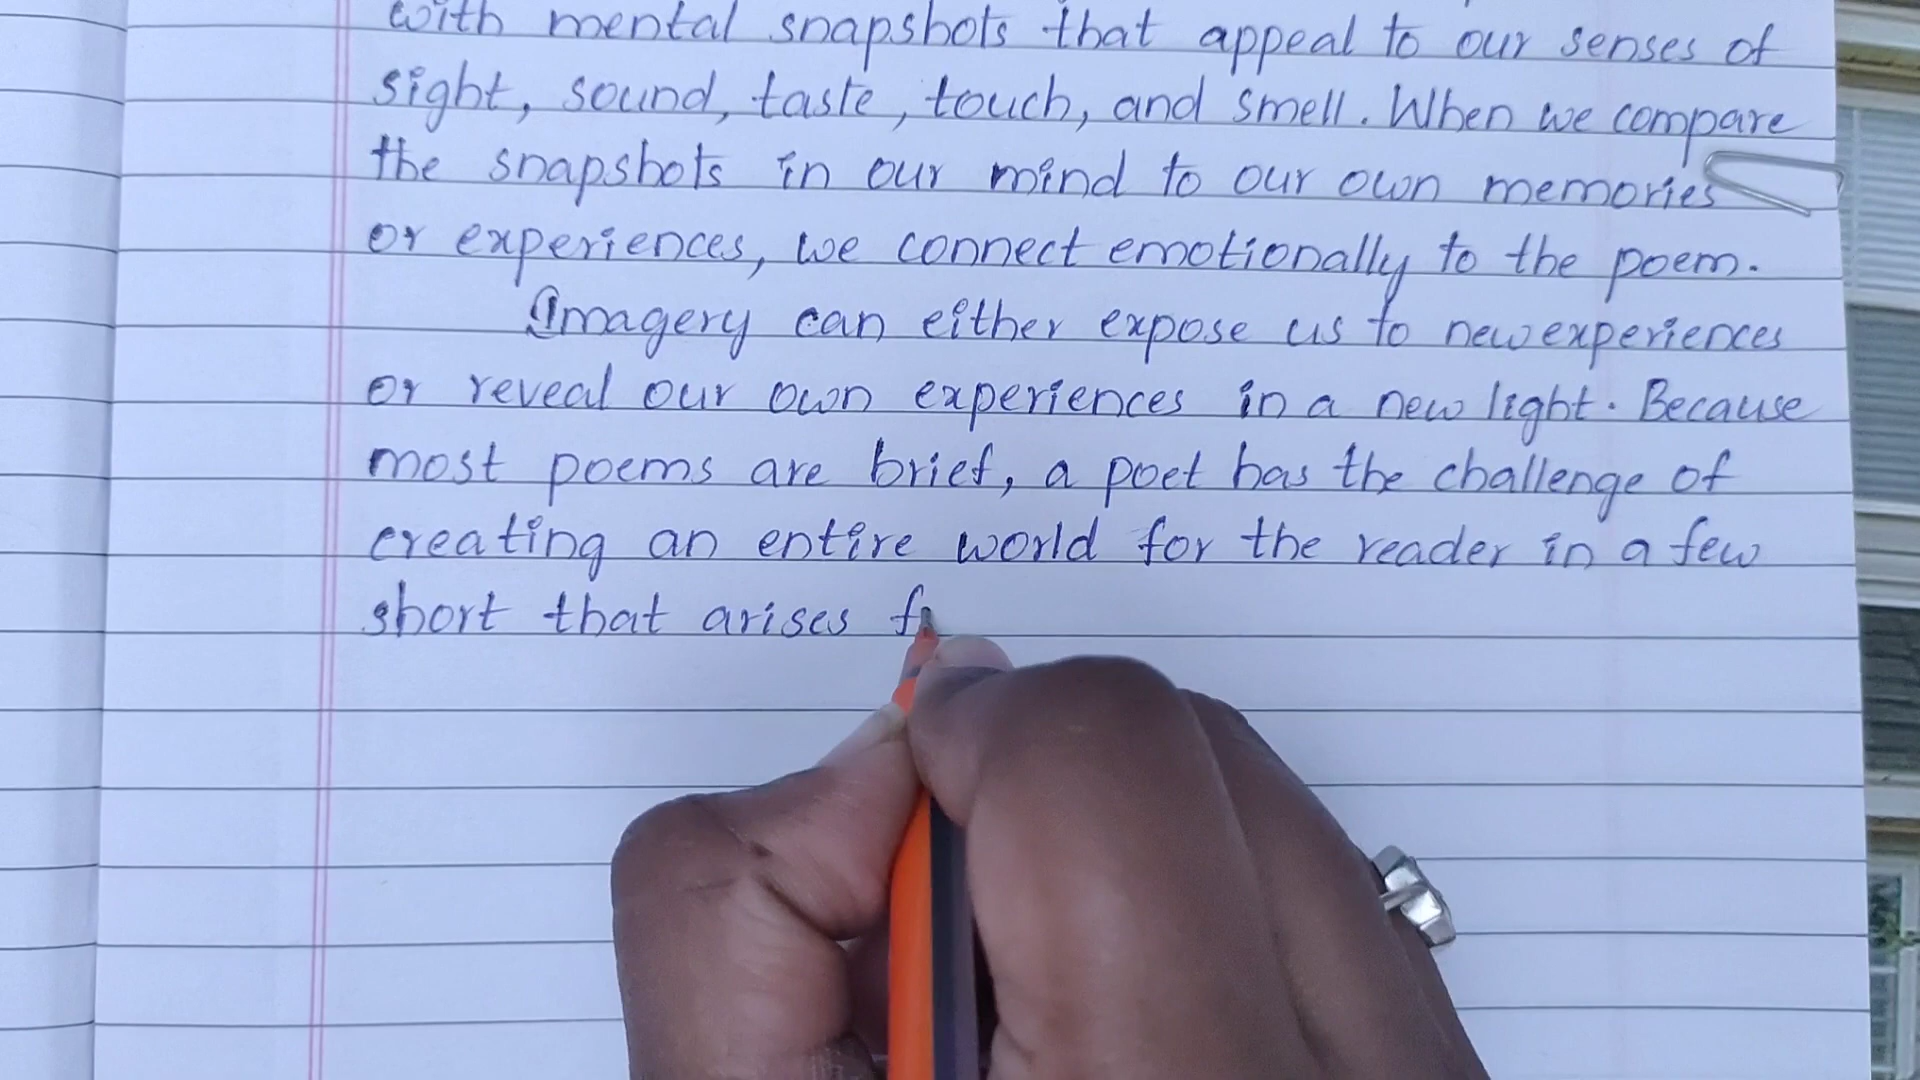 with mental snapshots that appeal to our senses of
sight, sound, taste, touch, and smell. When we compare
the snapshots in our mind to our own memories
or experiences, we connect emotionally to the poem.
Imagery can either expose us to new experiences
or reveal our own experiences in a new light. Because
most poems are brief, a poet has the challenge of
creating an entire world for the reader in a few
short that arises